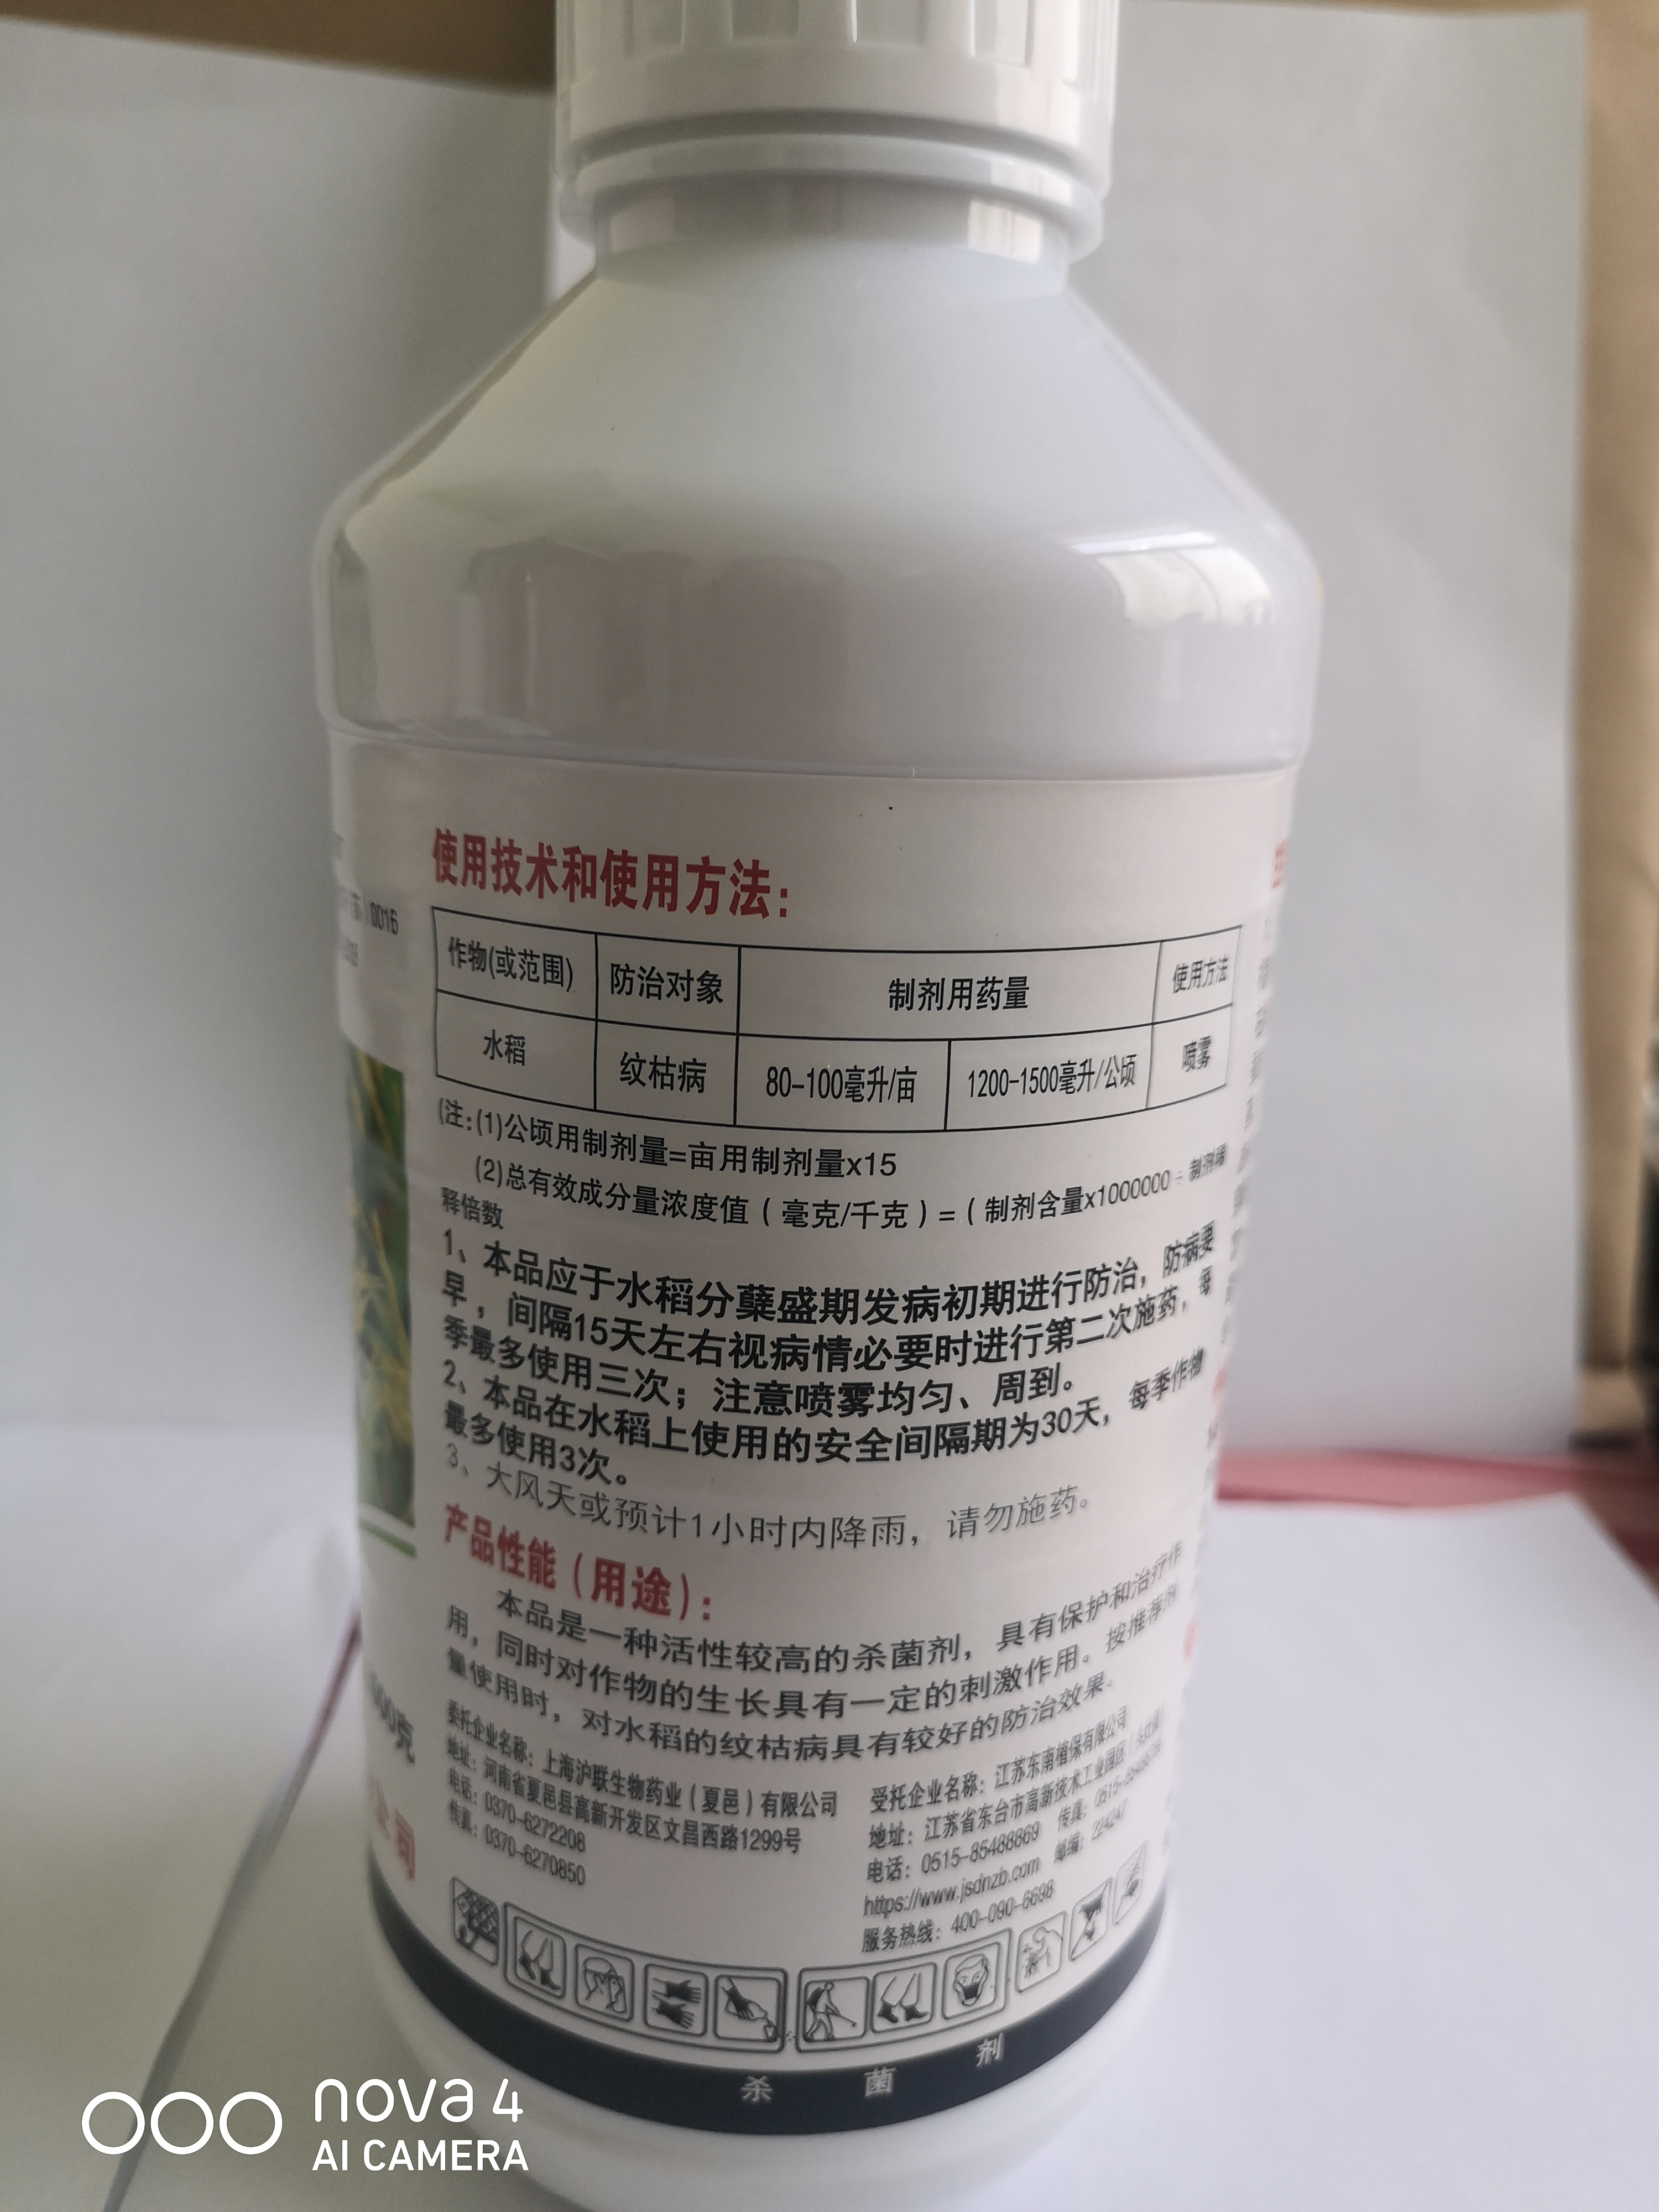 使用技术和使用方法:
作物(或范围) 防治对象 制剂用药量 使用方法
水稻 纹枯病 80-100毫升/亩 1200-1500毫升/公顷 喷雾
(注:(1)公顷用制剂量=亩用制剂量x15
(2)总有效成分量浓度值(毫克/千克)=(制剂含量x1000000÷制剂稀
释倍数
1、本品应于水稻分蘖盛期发病初期进行防治,防病要
早,间隔15天左右视病情必要时进行第二次施药,每
季最多使用三次;注意喷雾均匀、周到。
2、本品在水稻上使用的安全间隔期为30天,每季作物
最多使用3次。
3、大风天或预计1小时内降雨,请勿施药。
产品性能(用途):
本品是一种活性较高的杀菌剂,具有保护和治疗作
用,同时对作物的生长具有一定的刺激作用。按推荐剂
量使用时,对水稻的纹枯病具有较好的防治效果。
委托企业名称:上海沪联生物药业(夏邑)有限公司
地址:河南省夏邑县高新开发区文昌西路1299号
电话:0370-6272208
传真:0370-6270850
受托企业名称:江苏东南植保有限公司
地址:江苏省东台市高新技术工业园区
电话:0515-85488869 传真:0515-
https://www.jsdnzb.com 邮编:224247
服务热线:400-090-6698
杀菌剂
0016
00克
公司
nova 4
AI CAMERA